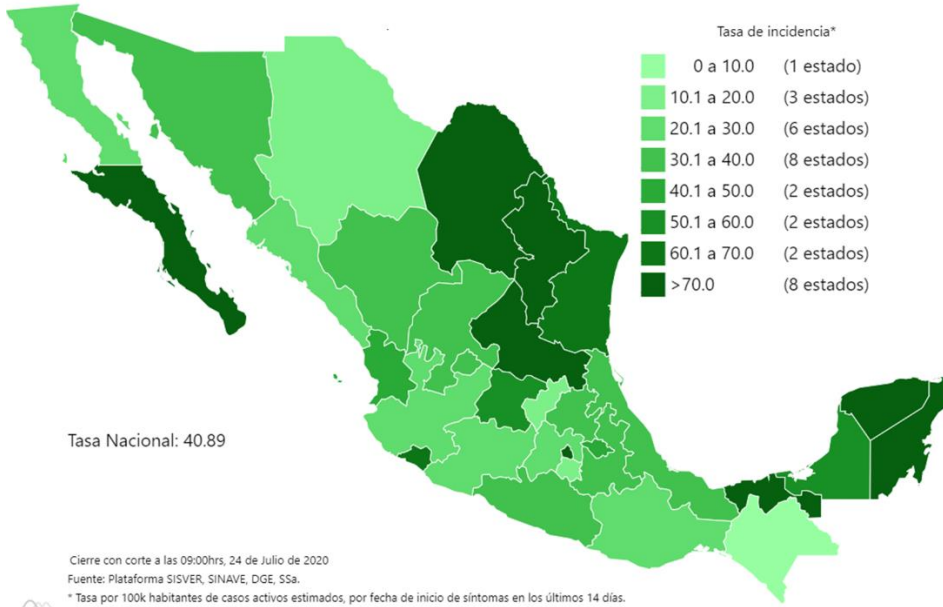 Tasa de incidencia*
0 a 10.0 (1 estado)
10.1 a 20.0 (3 estados)
20.1 a 30.0 (6 estados)
30.1 a 40.0 (8 estados)
40.1 a 50.0 (2 estados)
50.1 a 60.0 (2 estados)
60.1 a 70.0 (2 estados)
>70.0 (8 estados)
Tasa Nacional: 40.89
Cierre con corte a las 09:00hrs, 24 de Julio de 2020
Fuente: Plataforma SISVER, SINAVE, DGE, SSa.
* Tasa por 100k habitantes de casos activos estimados, por fecha de inicio de síntomas en los últimos 14 días.